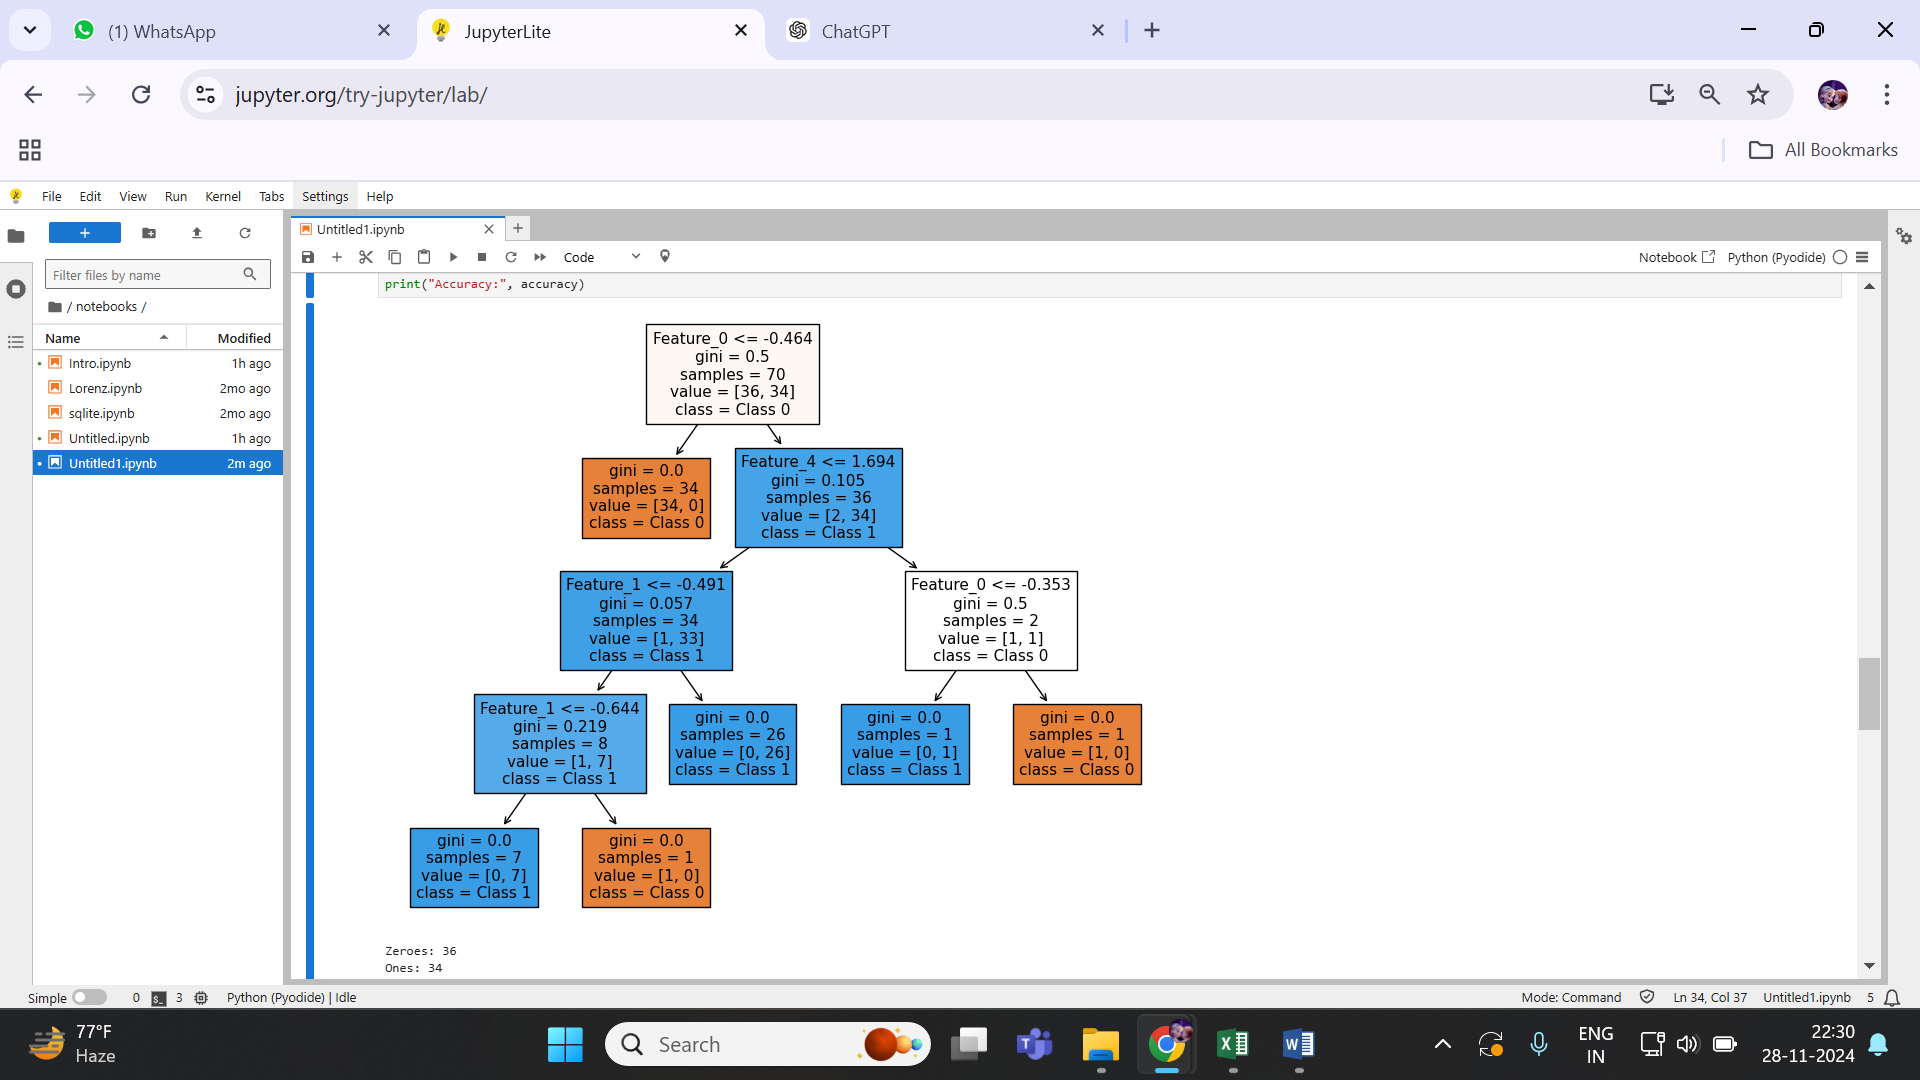 (1) WhatsApp
JupyterLite
ChatGPT
jupyter.org/try-jupyter/lab/
All Bookmarks
File Edit View Run Kernel Tabs Settings Help
+
Filter files by name
/ notebooks /
Name Modified
Intro.ipynb 1h ago
Lorenz.ipynb 2mo ago
sqlite.ipynb 2mo ago
Untitled.ipynb 1h ago
Untitled1.ipynb 2m ago
Untitled1.ipynb
Code
Notebook
Python (Pyodide)
print("Accuracy:", accuracy)
Feature_0 <= -0.464
gini = 0.5
samples = 70
value = [36, 34]
class = Class 0
gini = 0.0
samples = 34
value = [34, 0]
class = Class 0
Feature_4 <= 1.694
gini = 0.105
samples = 36
value = [2, 34]
class = Class 1
Feature_1 <= -0.491
gini = 0.057
samples = 34
value = [1, 33]
class = Class 1
Feature_0 <= -0.353
gini = 0.5
samples = 2
value = [1, 1]
class = Class 0
Feature_1 <= -0.644
gini = 0.219
samples = 8
value = [1, 7]
class = Class 1
gini = 0.0
samples = 26
value = [0, 26]
class = Class 1
gini = 0.0
samples = 1
value = [0, 1]
class = Class 1
gini = 0.0
samples = 1
value = [1, 0]
class = Class 0
gini = 0.0
samples = 7
value = [0, 7]
class = Class 1
gini = 0.0
samples = 1
value = [1, 0]
class = Class 0
Zeroes: 36
Ones: 34
Simple 0 3 Python (Pyodide) | Idle
Mode: Command Ln 34, Col 37 Untitled1.ipynb 5
77°F
Haze
Search
ENG
IN
22:30
28-11-2024